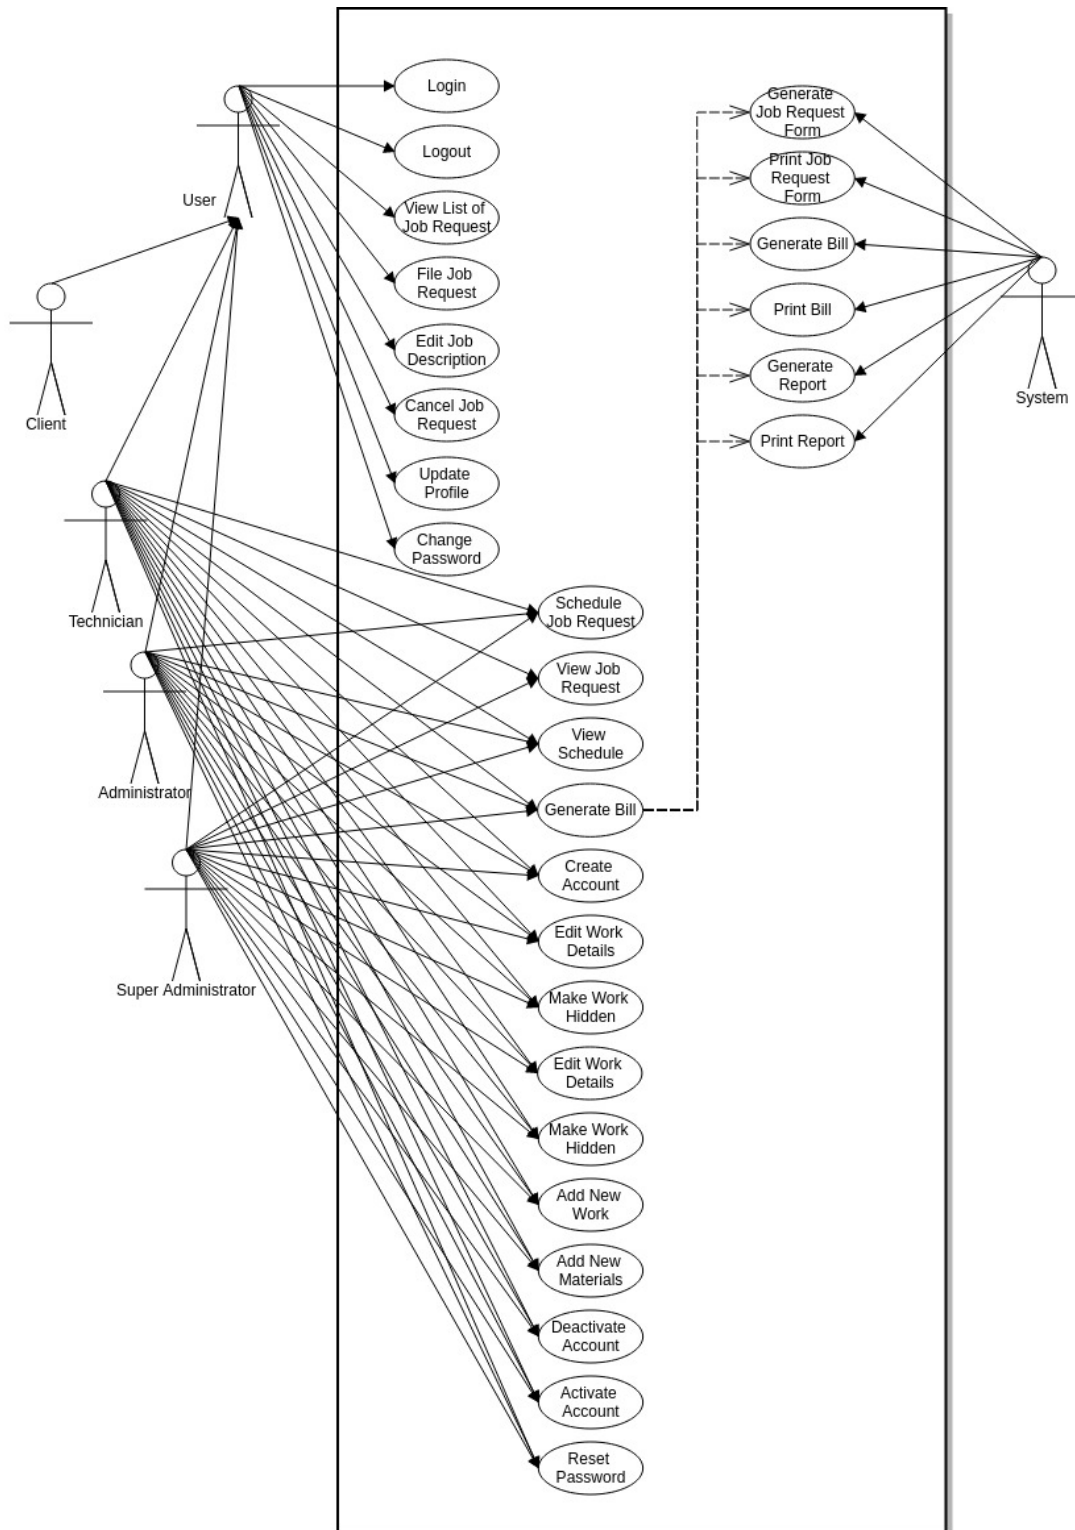 Login
Logout
View List of
Job Request
File Job
Request
Edit Job
Description
Cancel Job
Request
Update
Profile
Change
Password
User
Client
Technician
Administrator
Super Administrator
Schedule
Job Request
View Job
Request
View
Schedule
Generate Bill
Create
Account
Edit Work
Details
Make Work
Hidden
Edit Work
Details
Make Work
Hidden
Add New
Work
Add New
Materials
Deactivate
Account
Activate
Account
Reset
Password
Generate
Job Request
Form
Print Job
Request
Form
Generate Bill
Print Bill
Generate
Report
Print Report
System